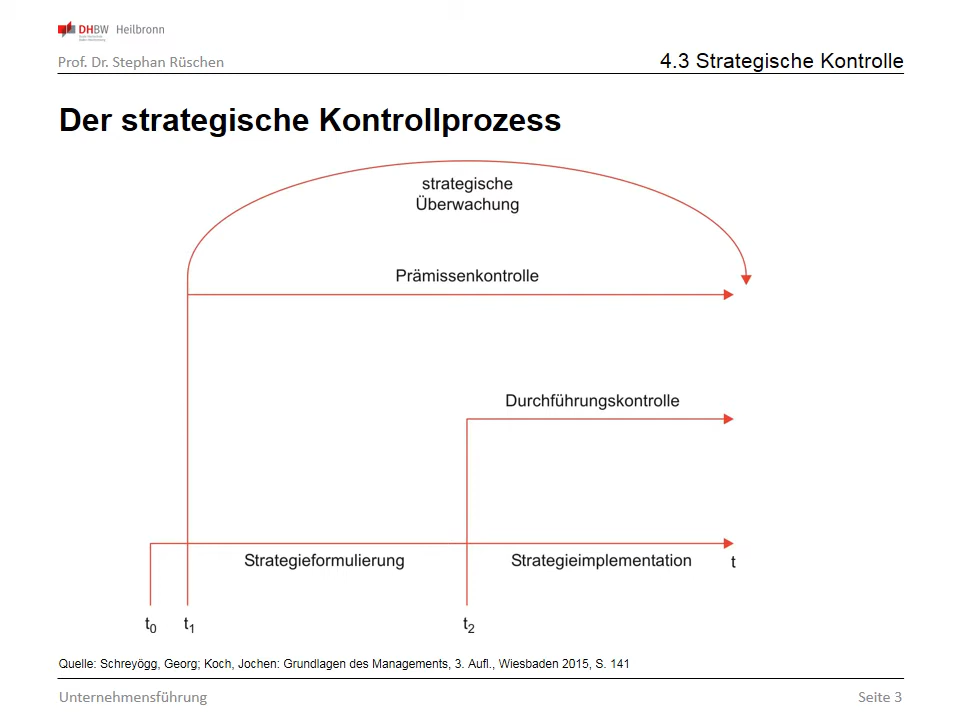 DHBW Heilbronn
Prof. Dr. Stephan Rüschen
4.3 Strategische Kontrolle
Der strategische Kontrollprozess
strategische
Überwachung
Prämissenkontrolle
Durchführungskontrolle
Strategieformulierung
Strategieimplementation
t
t0
t1
t2
Quelle: Schreyögg, Georg; Koch, Jochen: Grundlagen des Managements, 3. Aufl., Wiesbaden 2015, S. 141
Unternehmensführung
Seite 3